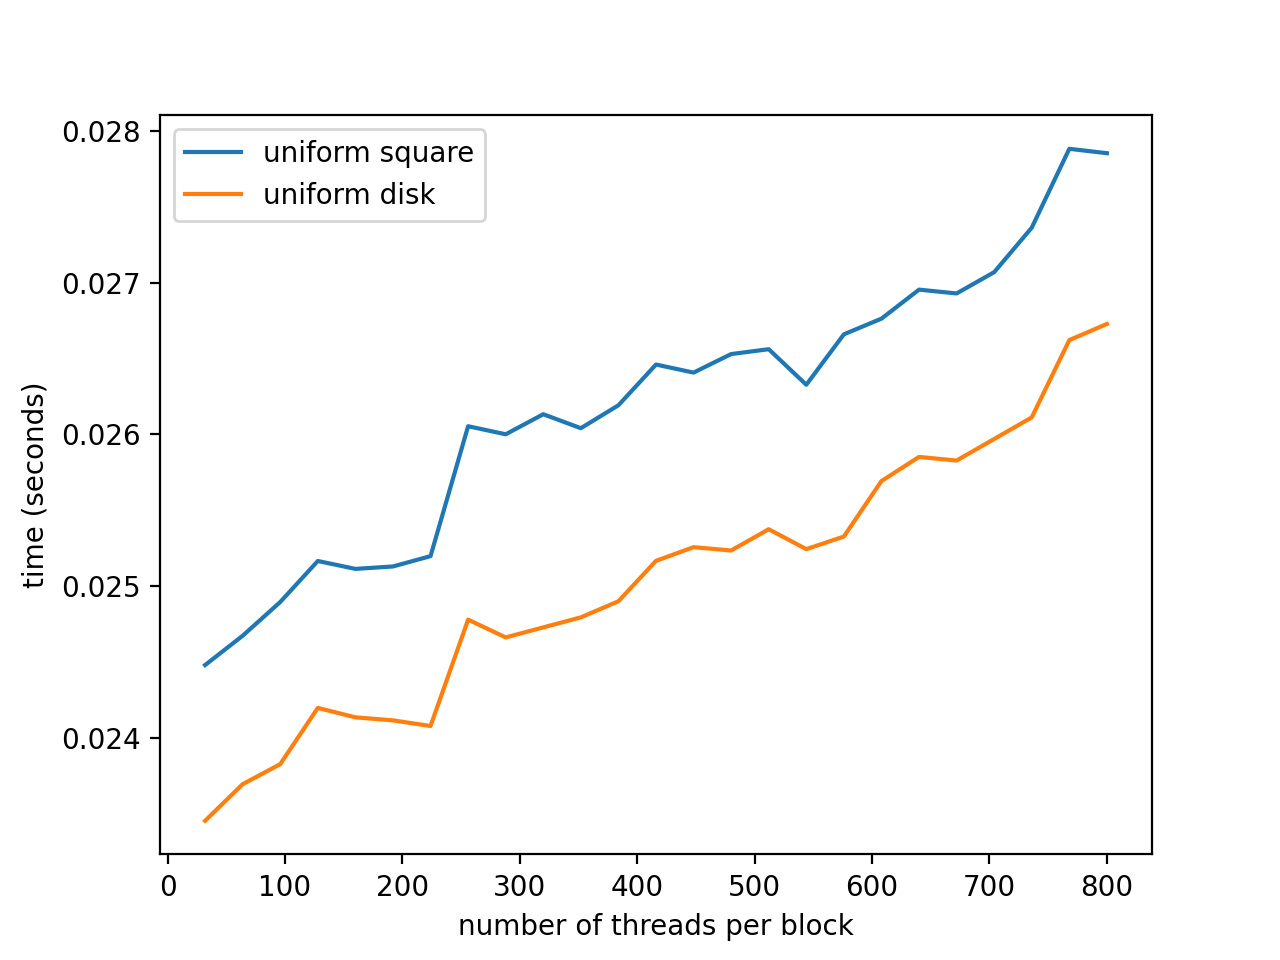 uniform square
uniform disk
0.028
0.027
0.026
0.025
0.024
time (seconds)
0 100 200 300 400 500 600 700 800
number of threads per block